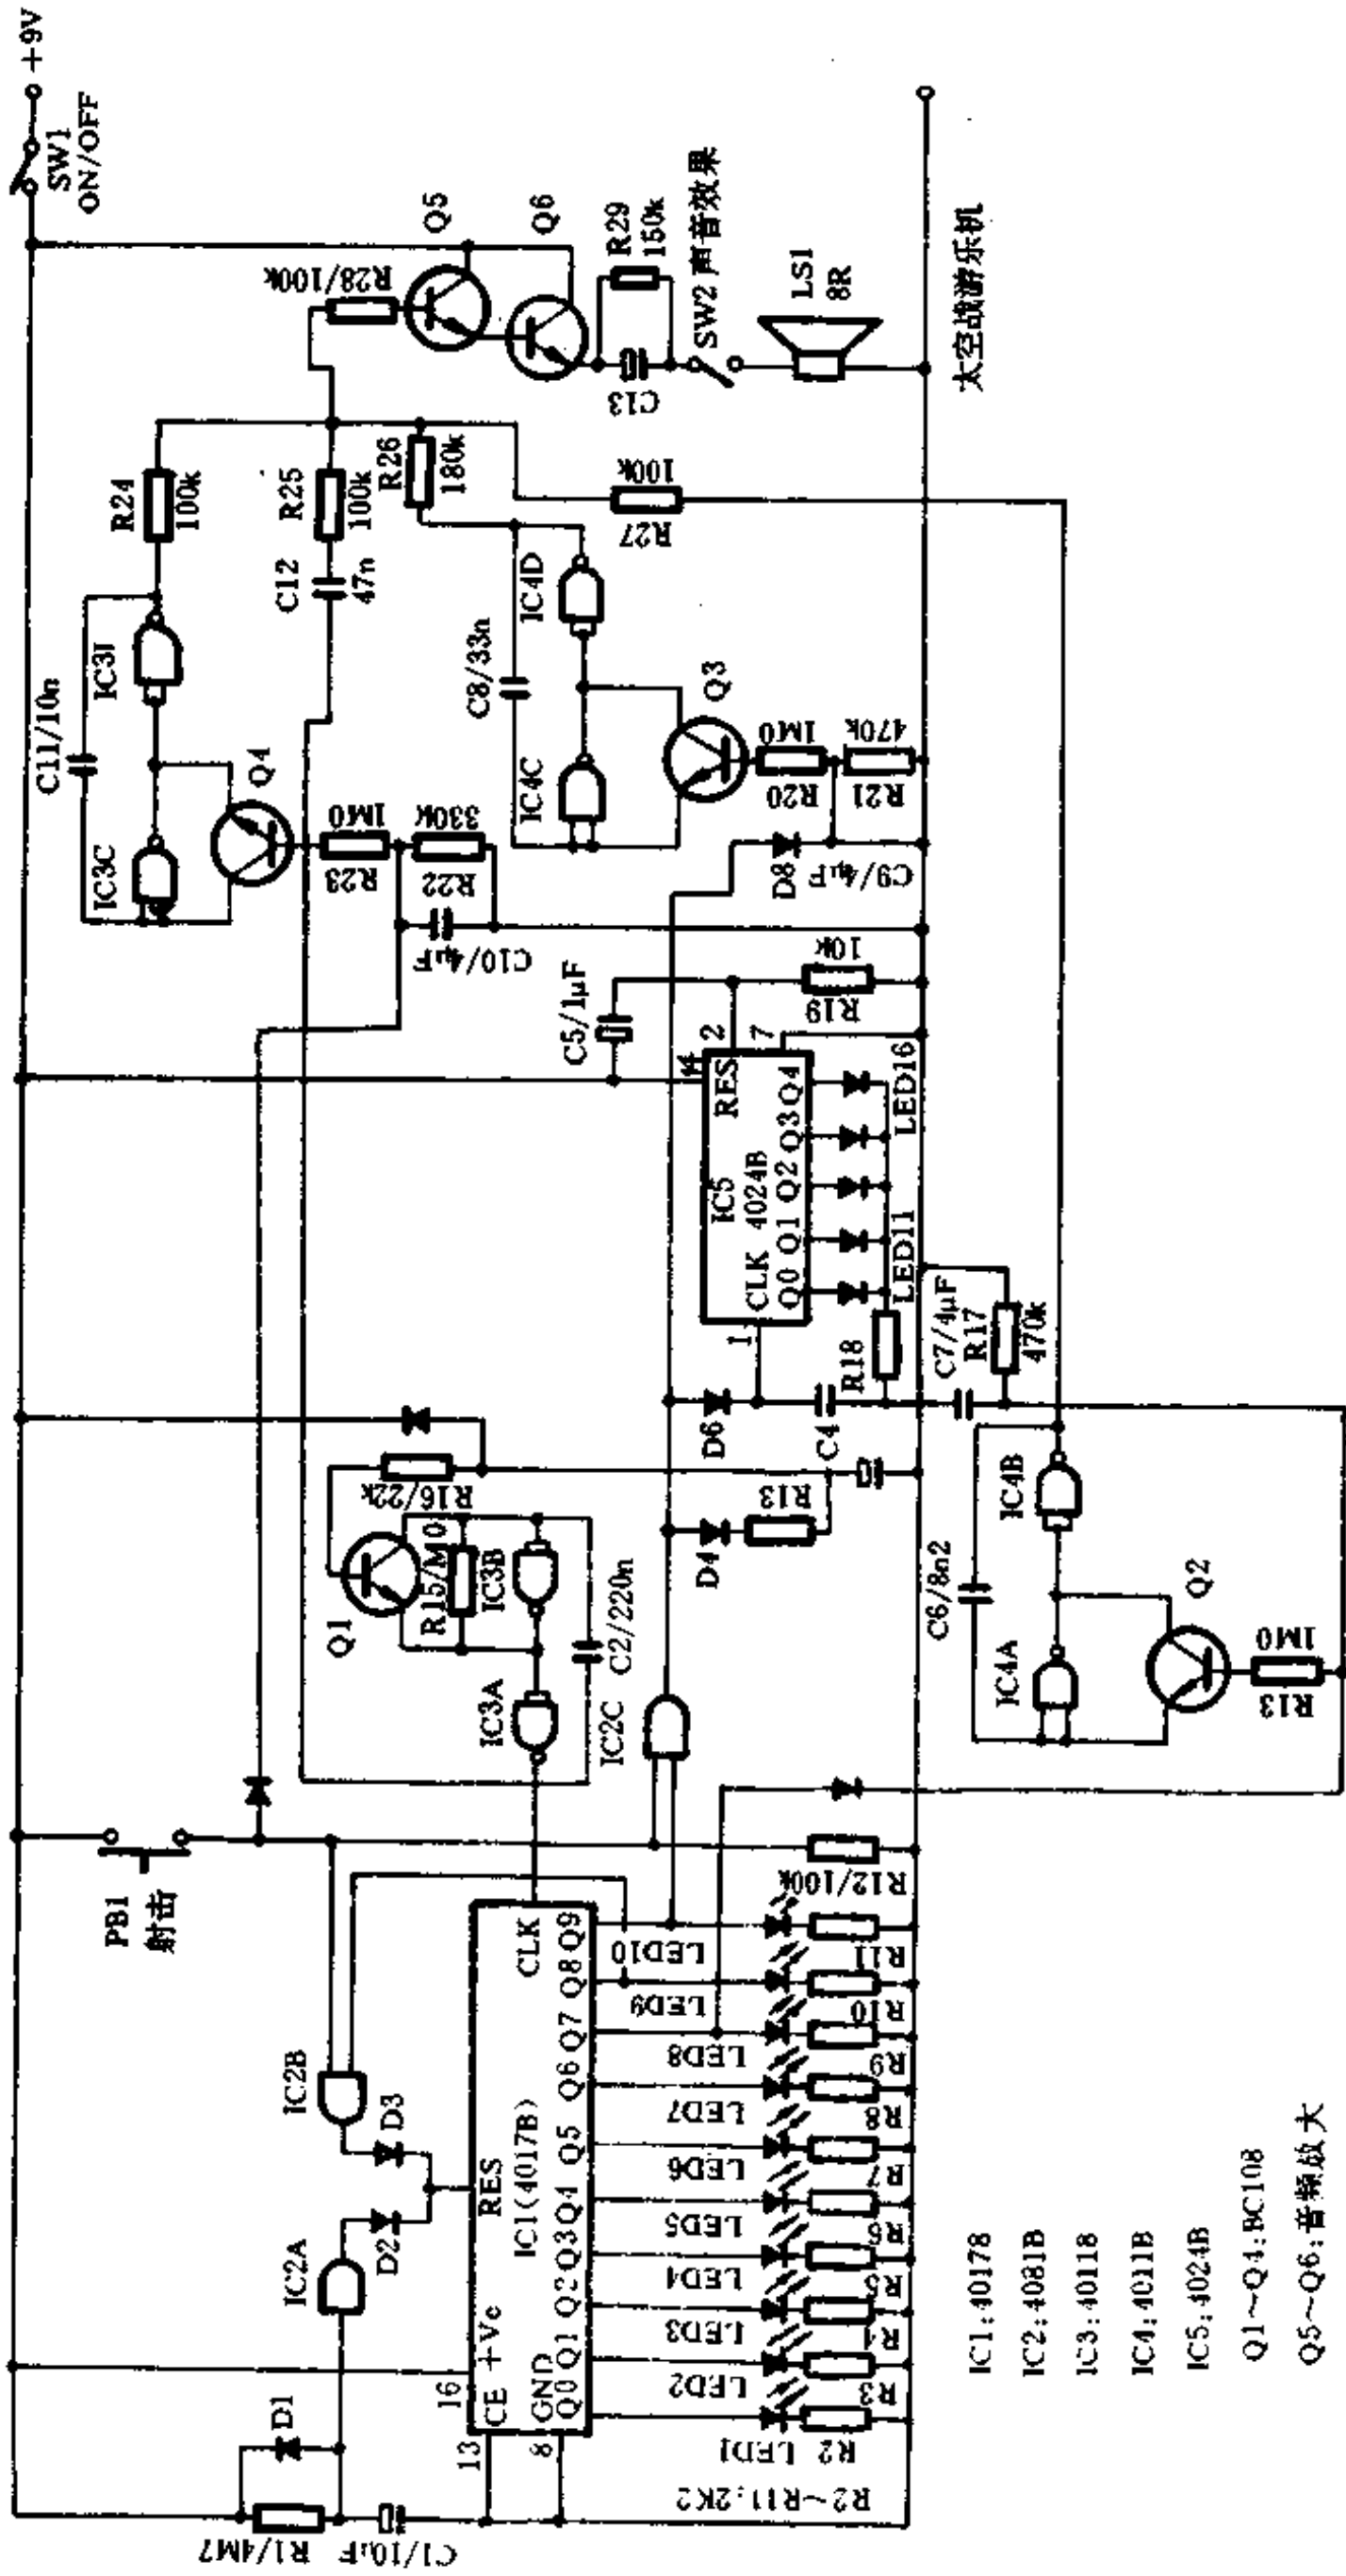 +9V
SW1
ON/OFF
Q5
Q6
R28/100k
R29
150k
C13
SW2 声音效果
LS1
8R
太空战游乐机
R24
100k
C11/10n
IC3I
IC3C
Q4
R25
100k
C12
47n
R26
180k
R27
100k
C8/33n
IC4D
IC4C
Q3
R20
1M0
R21
470k
D8
C9/4μF
R23
1M0
R22
330k
C10/4μF
C5/1μF
R19
10k
14
RES
2
7
IC5
4024B
CLK
1
Q0 Q1 Q2 Q3 Q4
LED11
LED16
R18
C7/4μF
R17
470k
D6
C4
D4
R13
R16/22k
Q1
R15/M0
IC3B
IC3A
C2/220n
IC2C
C6/8n2
IC4B
IC4A
Q2
R13
1M0
PB1
射击
R12/100k
IC2B
D3
IC2A
D2
D1
R1/4M7
C1/10μF
16
+Vc
RES
CLK
IC1(4017B)
13
CE
8
GND
Q0 Q1 Q2 Q3 Q4 Q5 Q6 Q7 Q8 Q9
LED1
LED2
LED3
LED4
LED5
LED6
LED7
LED8
LED9
LED10
R2
R3
R4
R5
R6
R7
R8
R9
R10
R11
R2~R11:2K2
IC1:40178
IC2:4081B
IC3:40118
IC4:4011B
IC5:4024B
Q1~Q4:BC108
Q5~Q6:音频放大